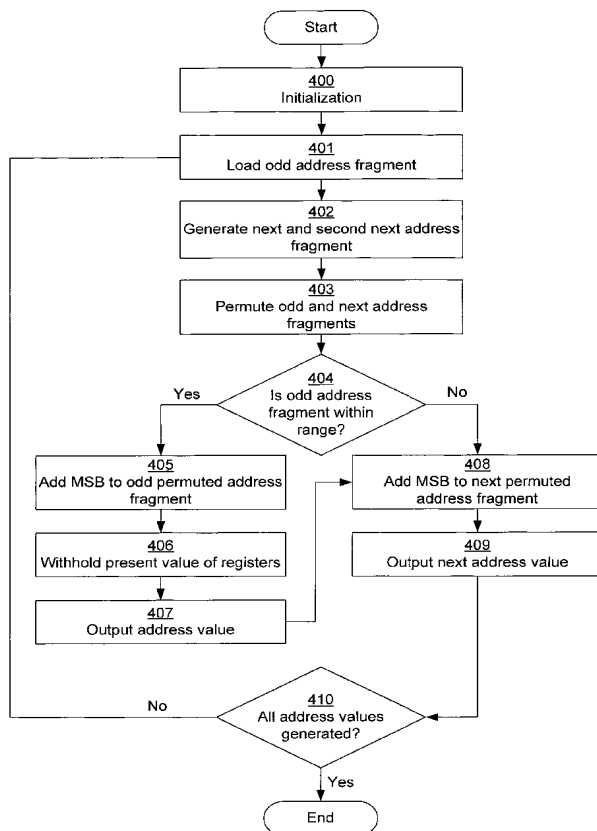 Start
400
Initialization
401
Load odd address fragment
402
Generate next and second next address
fragment
403
Permute odd and next address
fragments
404
Is odd address
fragment within
range?
Yes
No
405
Add MSB to odd permuted address
fragment
406
Withhold present value of registers
407
Output address value
408
Add MSB to next permuted
address fragment
409
Output next address value
410
All address values
generated?
No
Yes
End